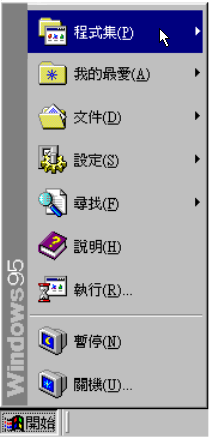 程式集(P)
我的最愛(A)
文件(D)
設定(S)
尋找(F)
說明(H)
執行(R)...
暫停(N)
關機(U)...
Windows95
開始